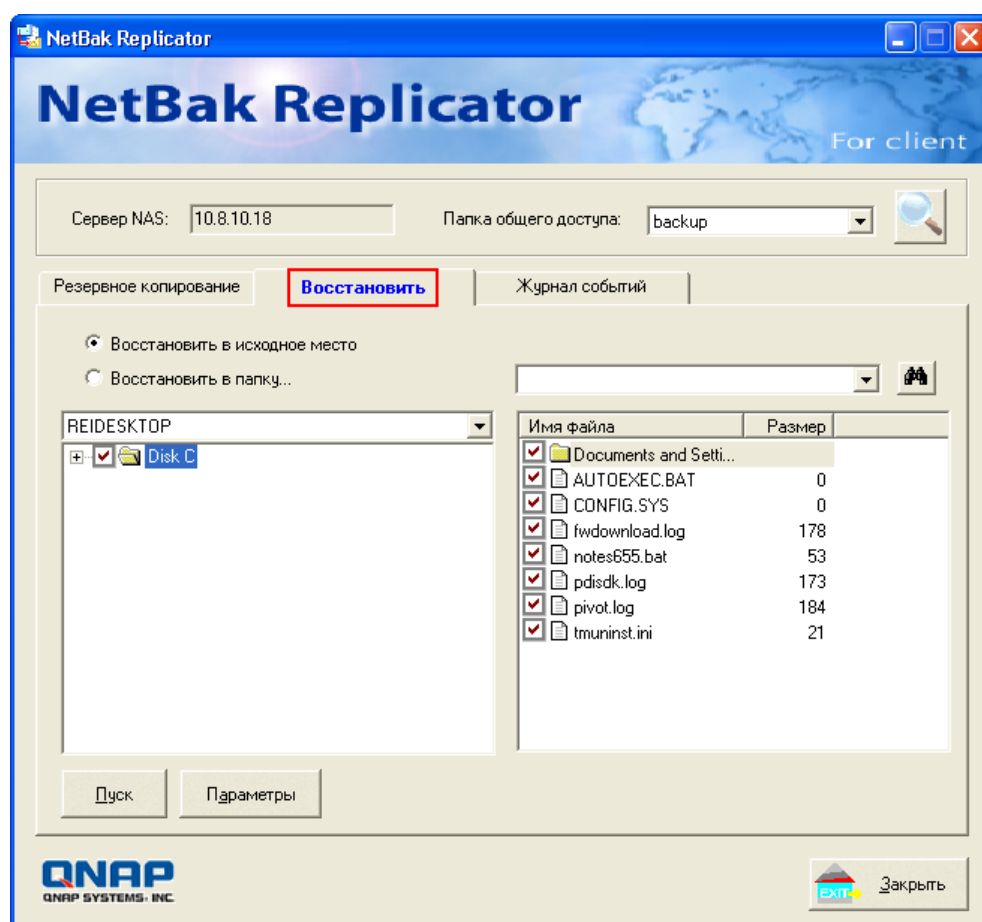 NetBak Replicator
NetBak Replicator
For client
Сервер NAS: 10.8.10.18 Папка общего доступа: backup
Резервное копирование Восстановить Журнал событий
Восстановить в исходное место
Восстановить в папку...
REIDESKTOP
Disk C
Имя файла Размер
Documents and Setti...
AUTOEXEC.BAT 0
CONFIG.SYS 0
fwdownload.log 178
notes655.bat 53
pdisdk.log 173
pivot.log 184
tmuninst.ini 21
Пуск Параметры
QNAP
QNAP SYSTEMS, INC.
EXIT Закрыть